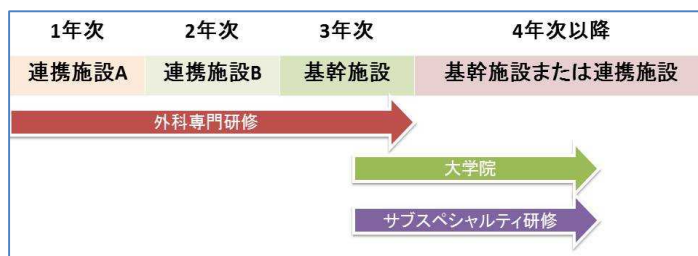 1年次 2年次 3年次 4年次以降
連携施設A 連携施設B 基幹施設 基幹施設または連携施設
外科専門研修
大学院
サブスペシャルティ研修